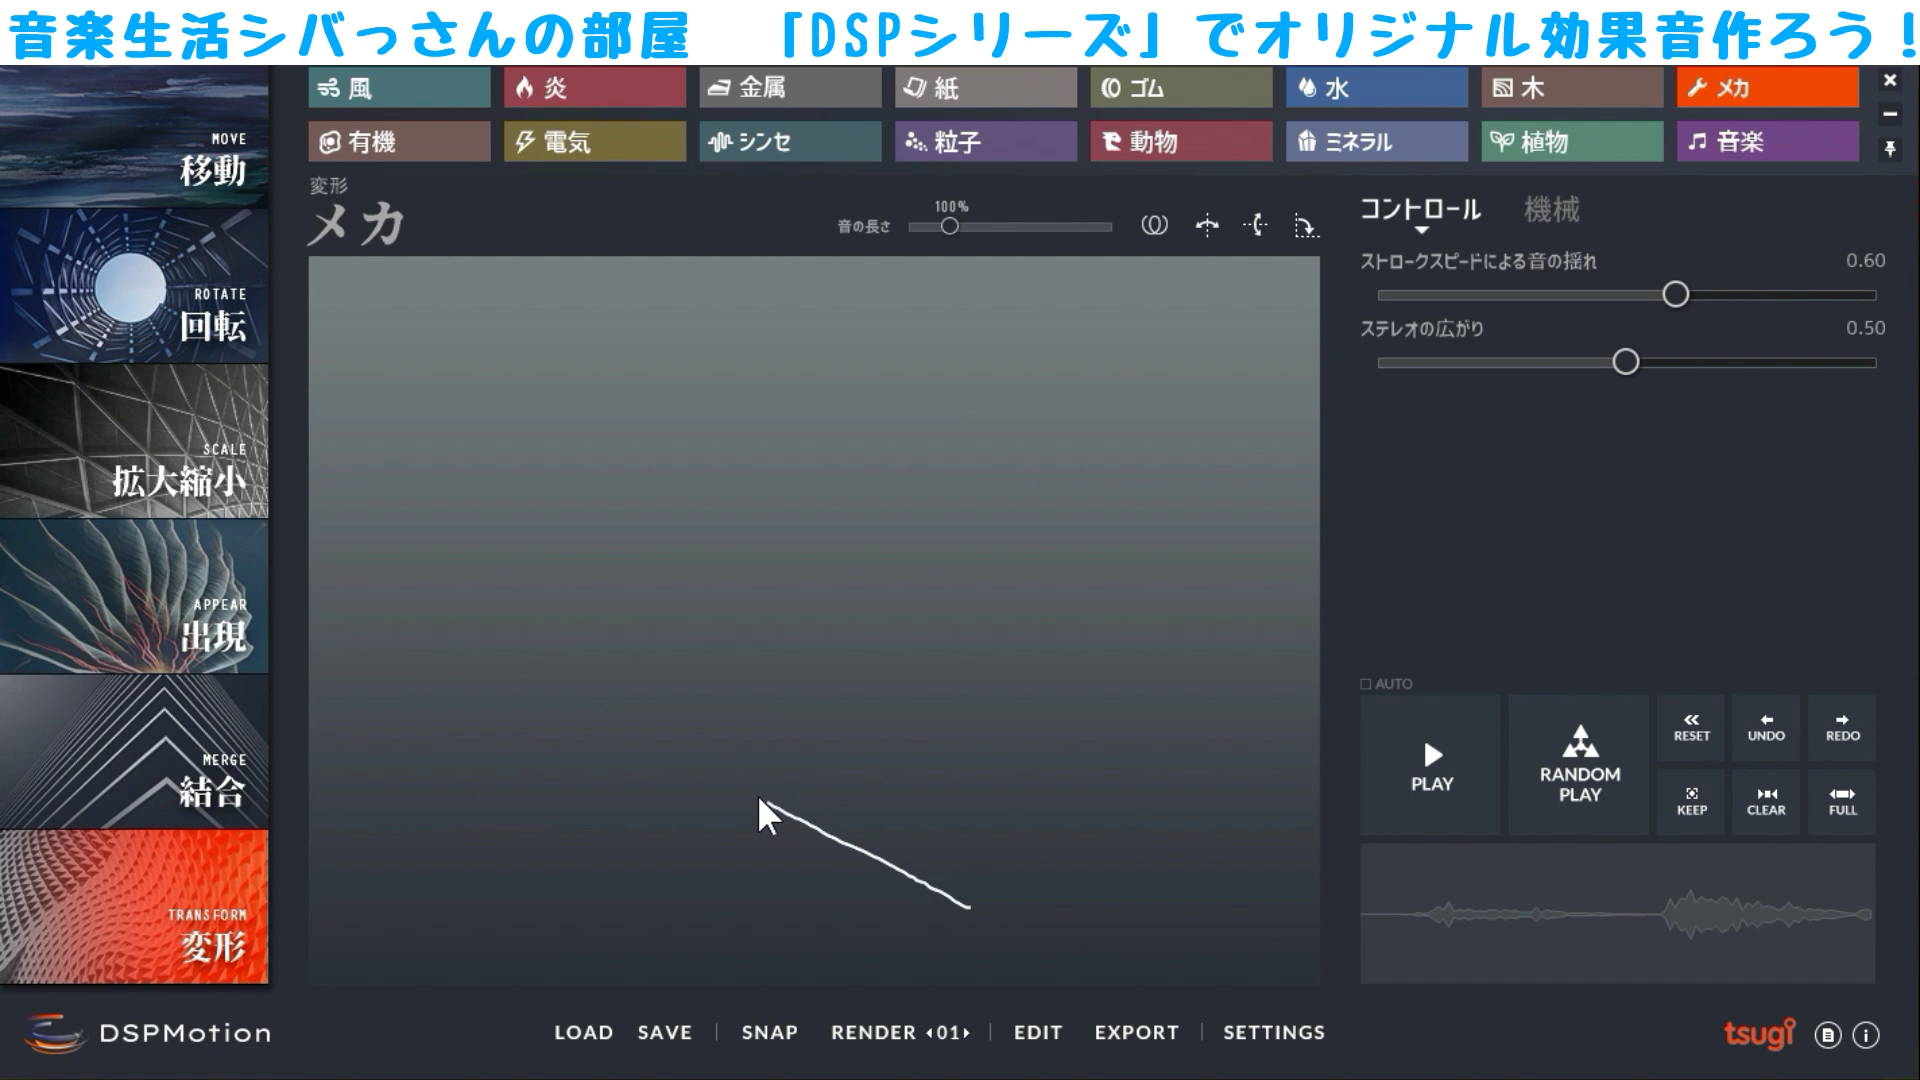 音楽生活シバっさんの部屋　「DSPシリーズ」でオリジナル効果音作ろう！
風 炎 金属 紙 ゴム 水 木 メカ
有機 電気 シンセ 粒子 動物 ミネラル 植物 音楽
MOVE
移動
ROTATE
回転
SCALE
拡大縮小
APPEAR
出現
MERGE
結合
TRANSFORM
変形
変形
メカ
音の長さ 100%
コントロール 機械
ストロークスピードによる音の揺れ 0.60
ステレオの広がり 0.50
AUTO
PLAY
RANDOM
PLAY
RESET UNDO REDO
KEEP CLEAR FULL
DSPMotion
LOAD SAVE | SNAP RENDER 01 | EDIT EXPORT | SETTINGS
tsugi